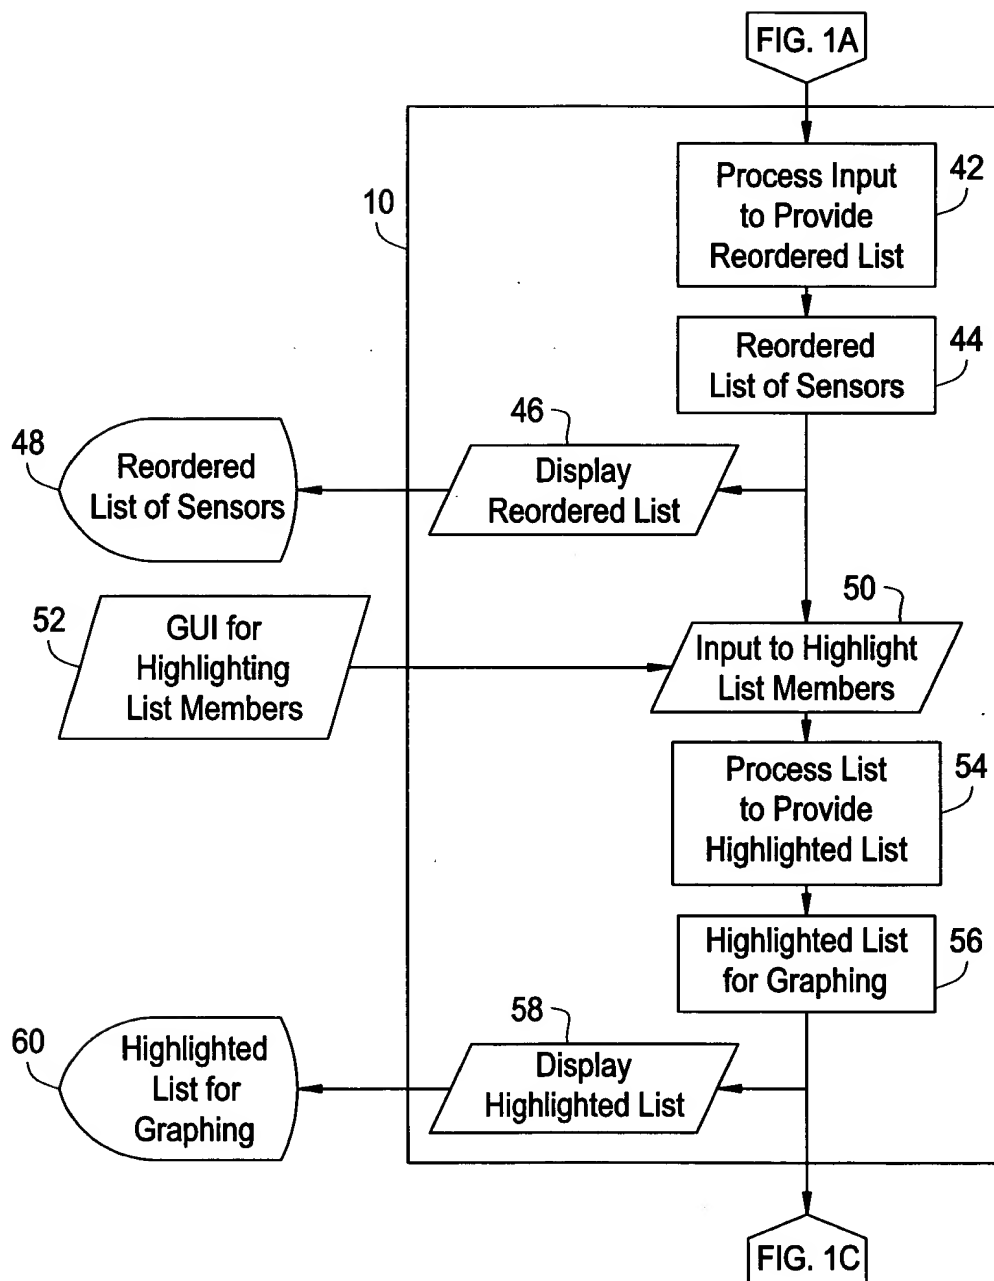 FIG. 1A
Process Input
to Provide
Reordered List
42
10
Reordered
List of Sensors
44
46
48
Reordered
List of Sensors
Display
Reordered List
52
GUI for
Highlighting
List Members
50
Input to Highlight
List Members
Process List
to Provide
Highlighted List
54
Highlighted List
for Graphing
56
58
60
Highlighted
List for
Graphing
Display
Highlighted List
FIG. 1C